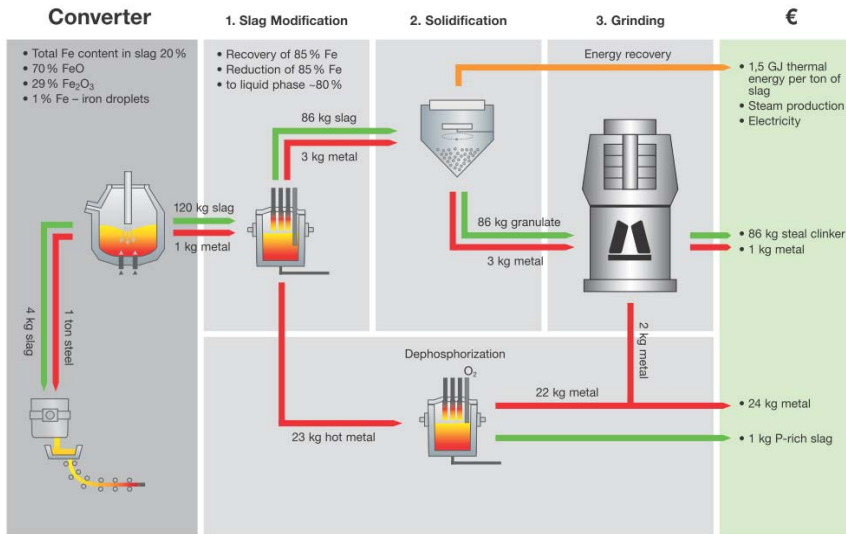 Converter
1. Slag Modification
2. Solidification
3. Grinding
€
• Total Fe content in slag 20 %
• 70 % FeO
• 29 % Fe₂O₃
• 1 % Fe – iron droplets
• Recovery of 85 % Fe
• Reduction of 85 % Fe
• to liquid phase ~80 %
Energy recovery
• 1,5 GJ thermal
energy per ton of
slag
• Steam production
• Electricity
86 kg slag
3 kg metal
120 kg slag
1 kg metal
86 kg granulate
3 kg metal
• 86 kg steal clinker
• 1 kg metal
4 kg slag
1 ton steel
2 kg metal
Dephosphorization
O₂
22 kg metal
23 kg hot metal
• 24 kg metal
• 1 kg P-rich slag